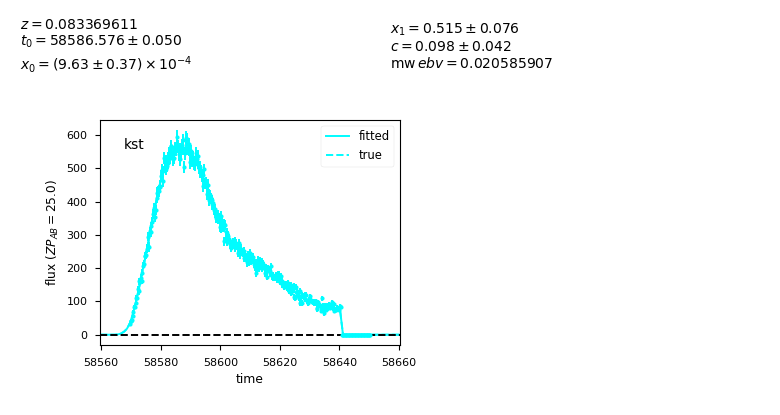 z = 0.083369611
t₀ = 58586.576 ± 0.050
x₀ = (9.63 ± 0.37) × 10⁻⁴
x₁ = 0.515 ± 0.076
c = 0.098 ± 0.042
mw ebv = 0.020585907
kst
fitted
true
flux (ZP_AB = 25.0)
600
500
400
300
200
100
0
58560 58580 58600 58620 58640 58660
time